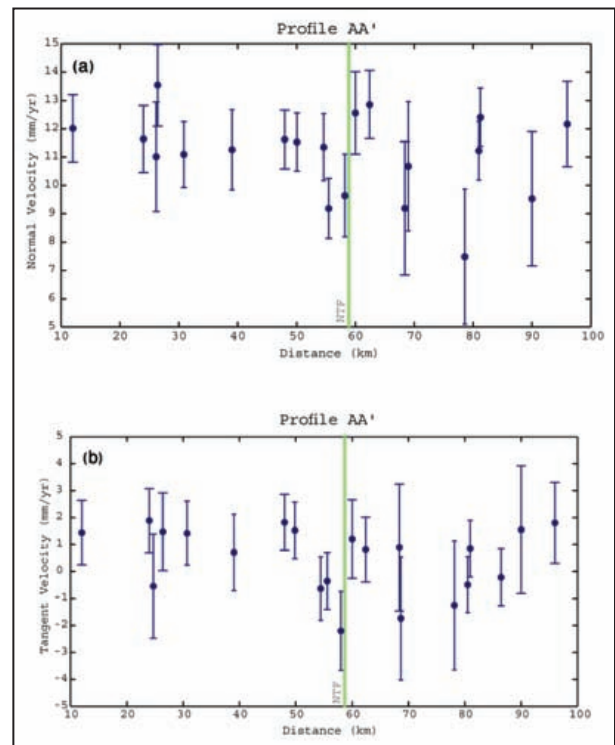 Profile AA'
(a)
15
14
13
12
11
10
9
8
7
6
5
Normal Velocity (mm/yr)
NTF
10 20 30 40 50 60 70 80 90 100
Distance (km)
Profile AA'
(b)
5
4
3
2
1
0
-1
-2
-3
-4
-5
Tangent Velocity (mm/yr)
NTF
10 20 30 40 50 60 70 80 90 100
Distance (km)